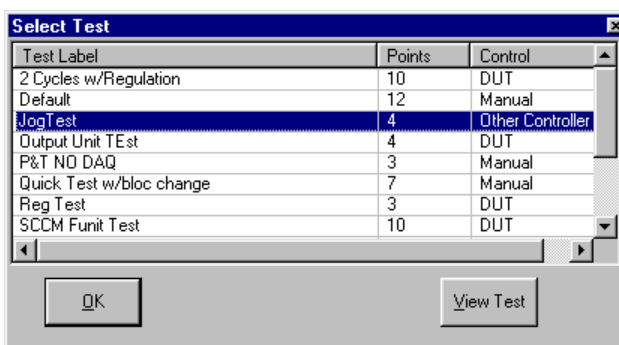 Select Test
Test Label Points Control
2 Cycles w/Regulation 10 DUT
Default 12 Manual
JogTest 4 Other Controller
Output Unit TEst 4 DUT
P&T NO DAQ 3 Manual
Quick Test w/bloc change 7 Manual
Reg Test 3 DUT
SCCM Funit Test 10 DUT
OK View Test